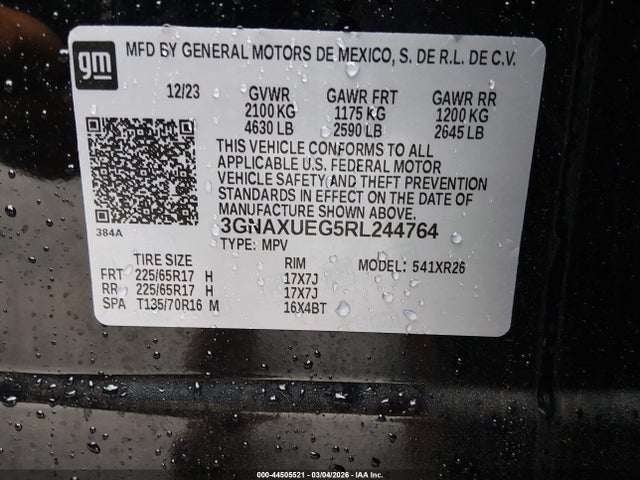 gm
MFD BY GENERAL MOTORS DE MEXICO, S. DE R.L. DE C.V.
12/23 GVWR GAWR FRT GAWR RR
2100 KG 1175 KG 1200 KG
4630 LB 2590 LB 2645 LB
THIS VEHICLE CONFORMS TO ALL
APPLICABLE U.S. FEDERAL MOTOR
VEHICLE SAFETY AND THEFT PREVENTION
STANDARDS IN EFFECT ON THE DATE OF
MANUFACTURE SHOWN ABOVE.
384A
3GNAXUEG5RL244764
TYPE: MPV
TIRE SIZE RIM MODEL: 541XR26
FRT 225/65R17 H 17X7J
RR 225/65R17 H 17X7J
SPA T135/70R16 M 16X4BT
000-44505521 - 03/04/2026 - IAAI.com